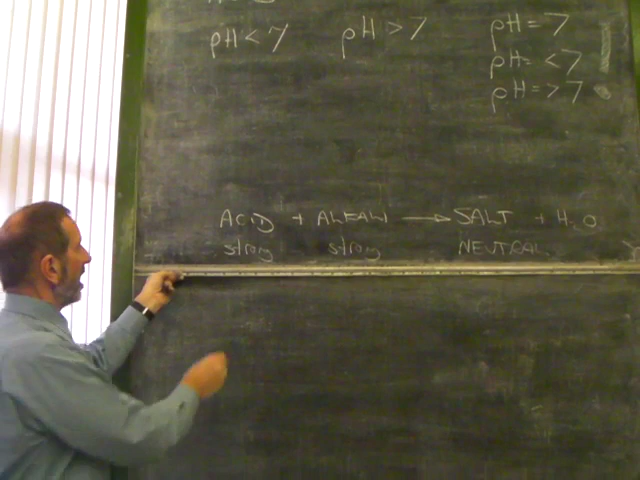 pH < 7 pH > 7 pH = 7
pH = < 7
pH = > 7
ACID + ALKALI → SALT + H2O
strong strong NEUTRAL